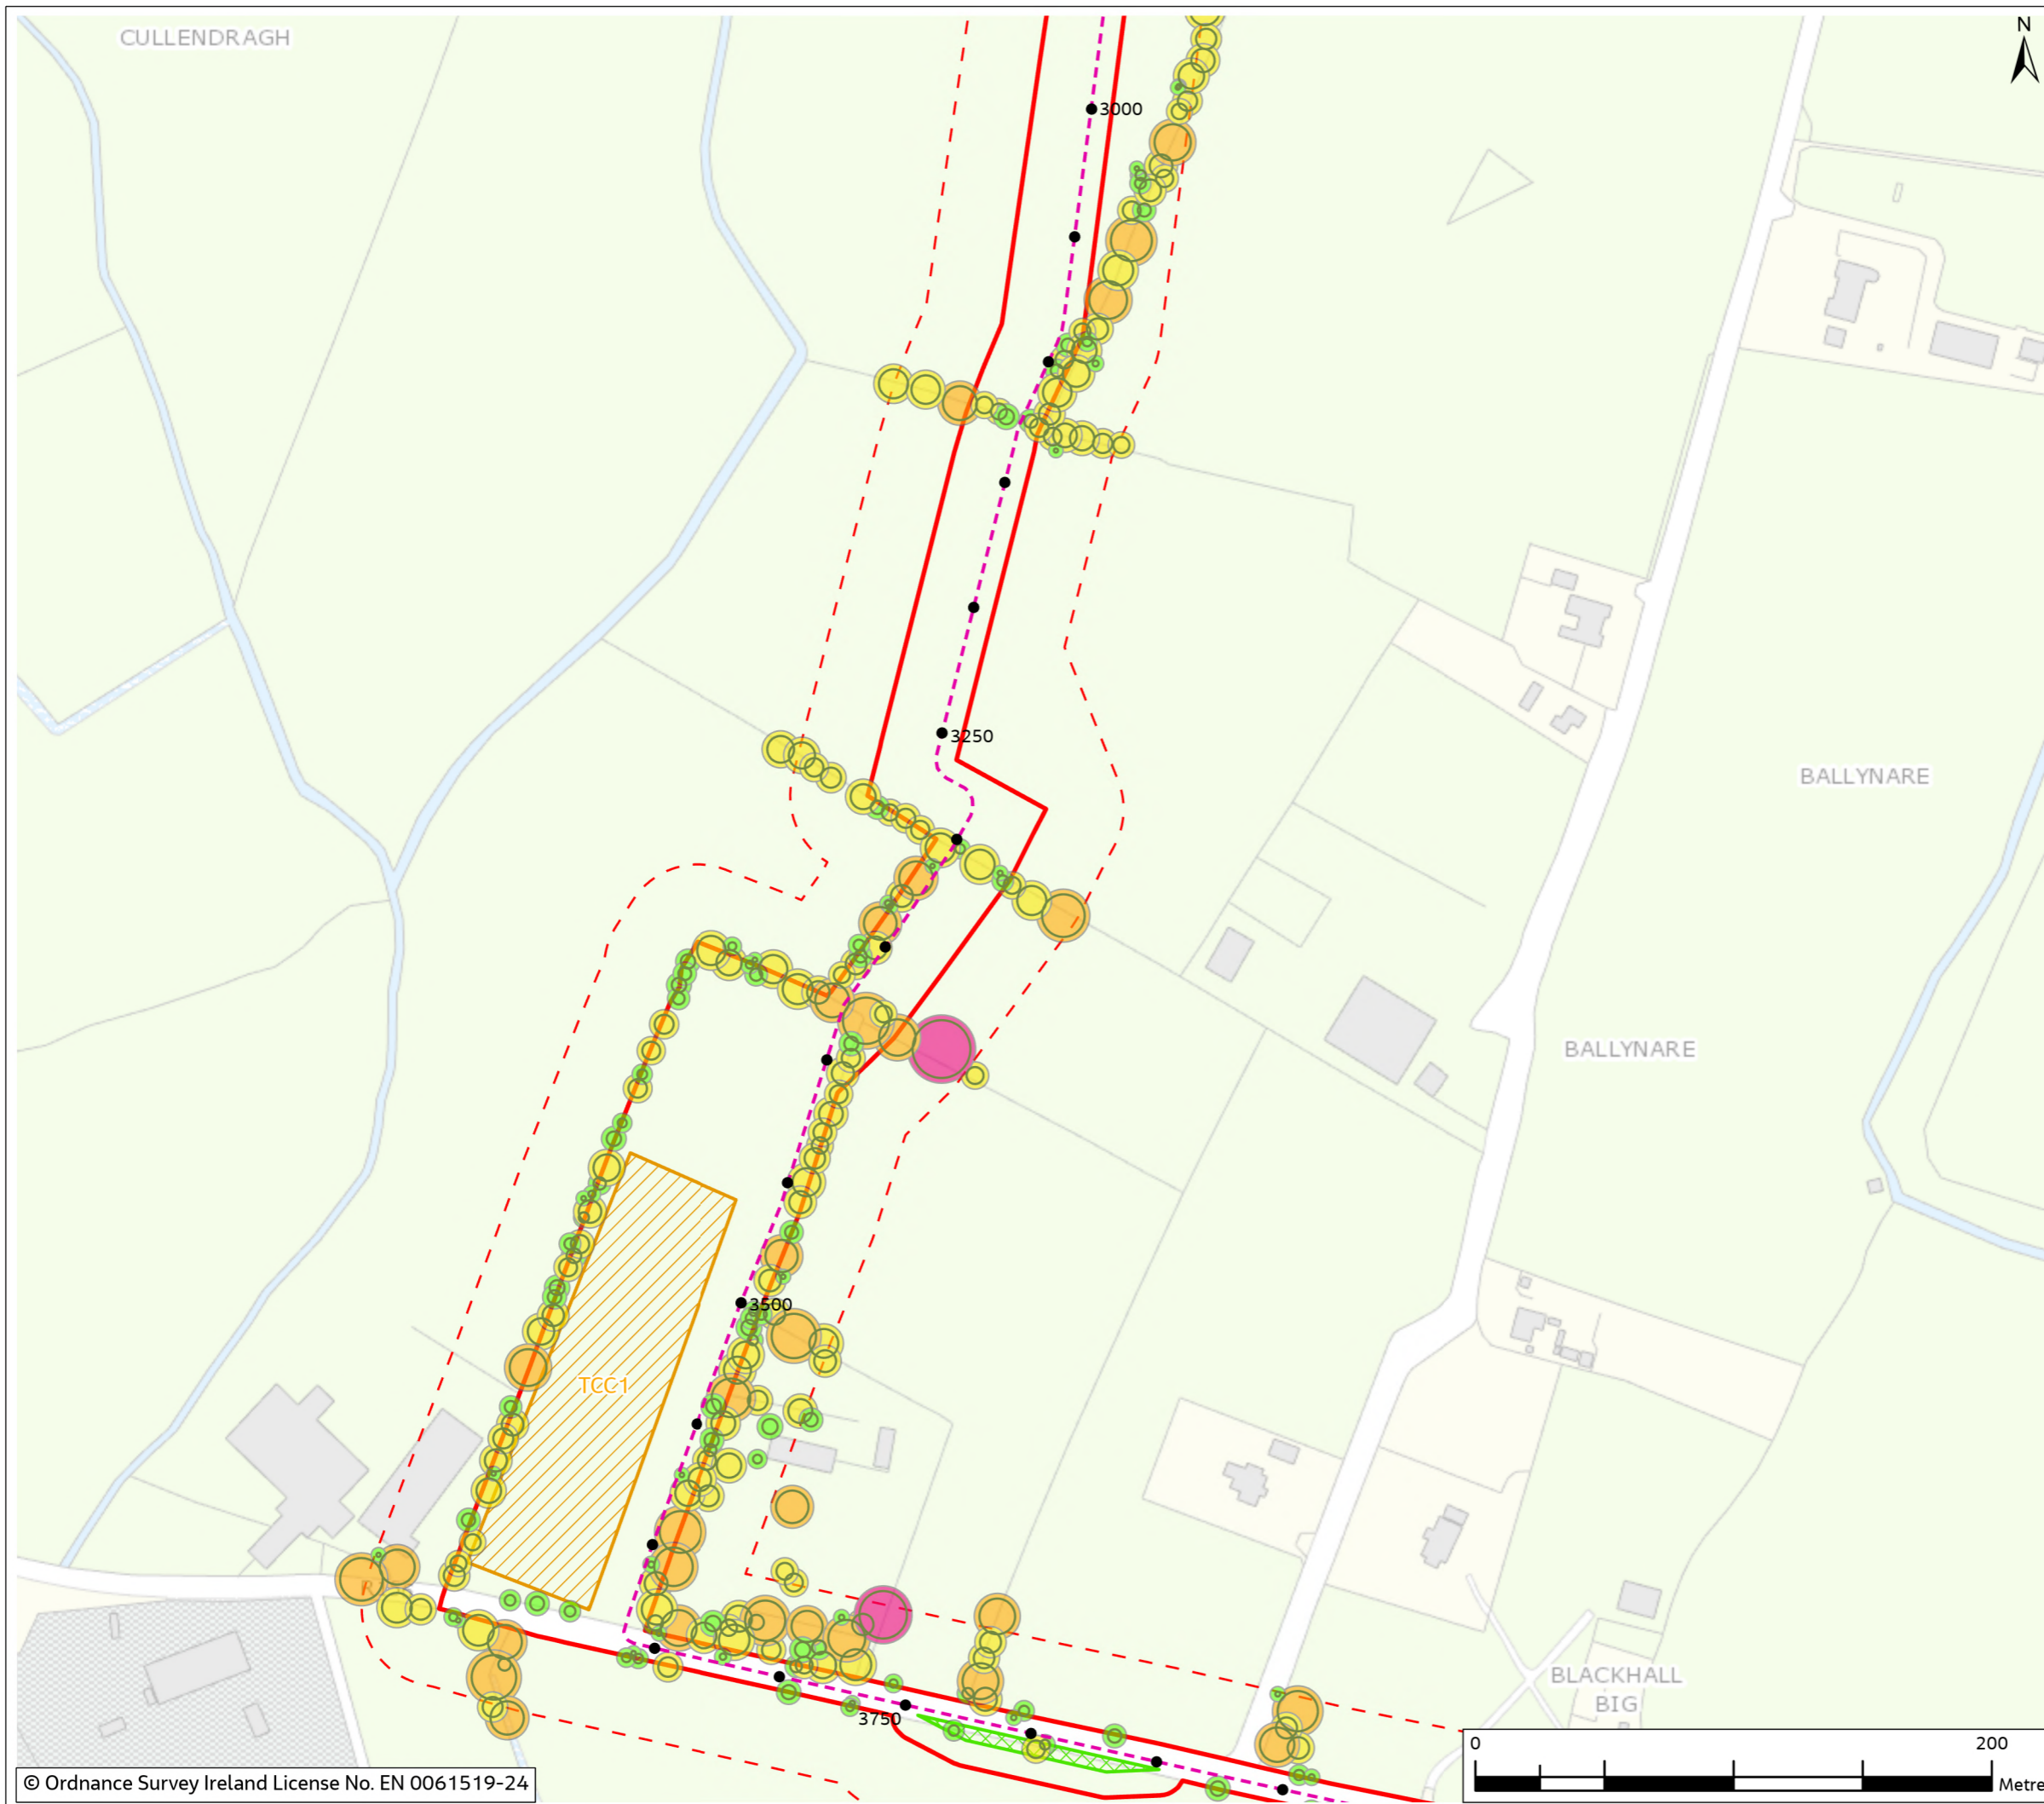 CULLENDRAGH
N
3000
3250
BALLYNARE
BALLYNARE
3500
TCC1
BLACKHALL
BIG
3750
0 200
Metre
© Ordnance Survey Ireland License No. EN 0061519-24